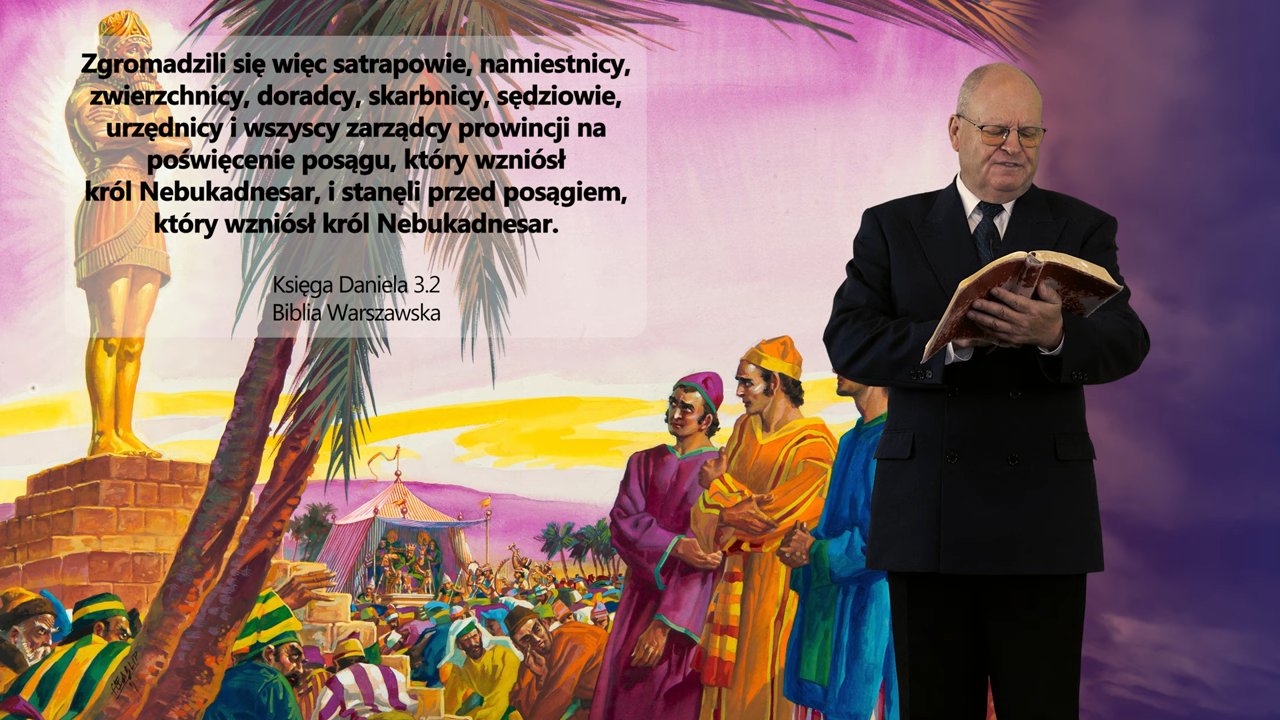 Zgromadzili się więc satrapowie, namiestnicy,
zwierzchnicy, doradcy, skarbnicy, sędziowie,
urzędnicy i wszyscy zarządcy prowincji na
poświęcenie posągu, który wzniósł
król Nebukadnesar, i stanęli przed posągiem,
który wzniósł król Nebukadnesar.
Księga Daniela 3.2
Biblia Warszawska